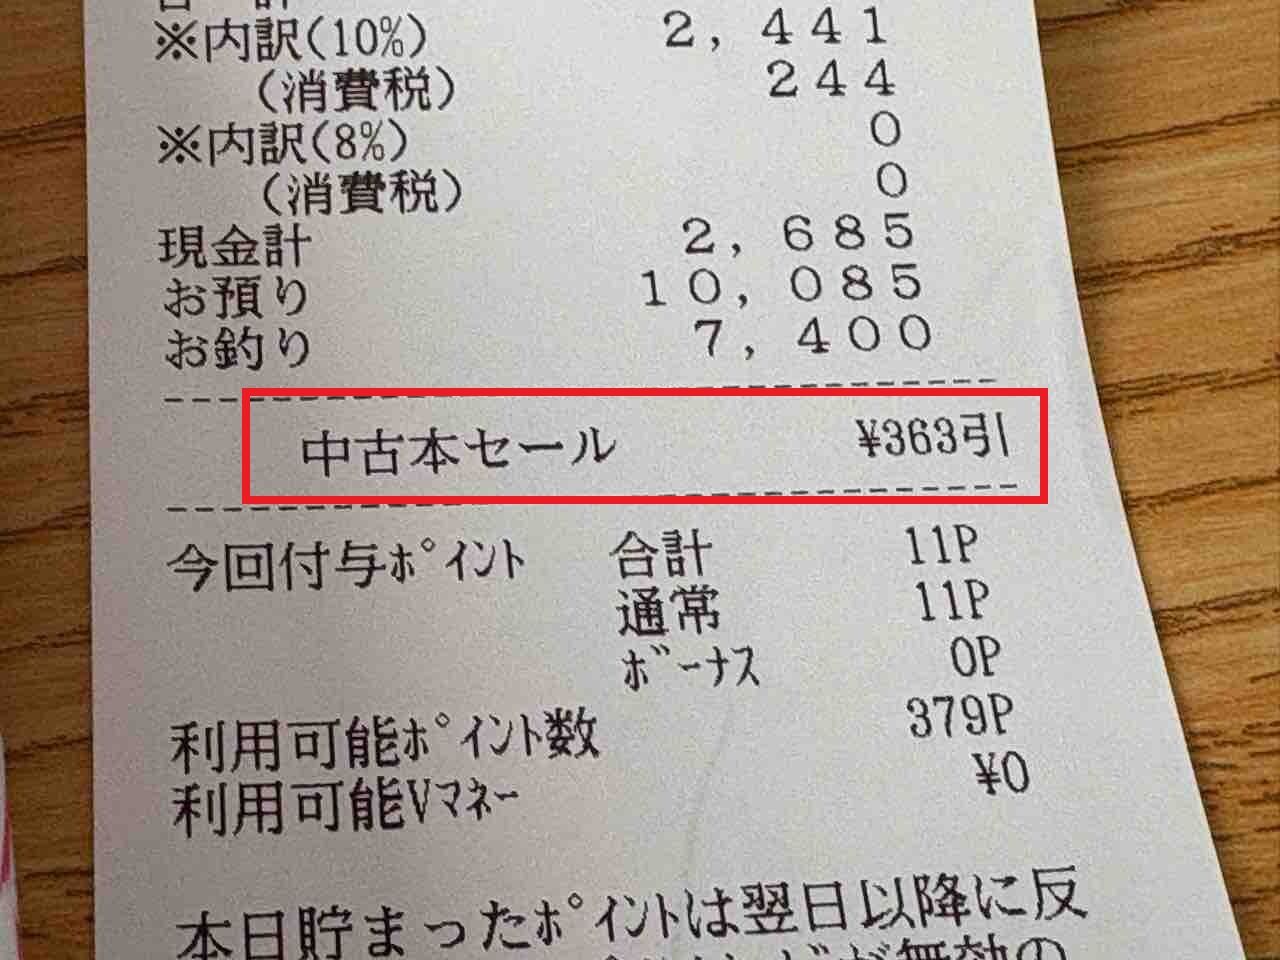 ※内訳(10%) 2,441
(消費税) 244
※内訳(8%) 0
(消費税) 0
現金計 2,685
お預り 10,085
お釣り 7,400
中古本セール ¥363引
今回付与ﾎﾟｲﾝﾄ 合計 11P
通常 11P
ﾎﾞｰﾅｽ 0P
利用可能ﾎﾟｲﾝﾄ数 379P
利用可能Vﾏﾈｰ ¥0
本日貯まったﾎﾟｲﾝﾄは翌日以降に反